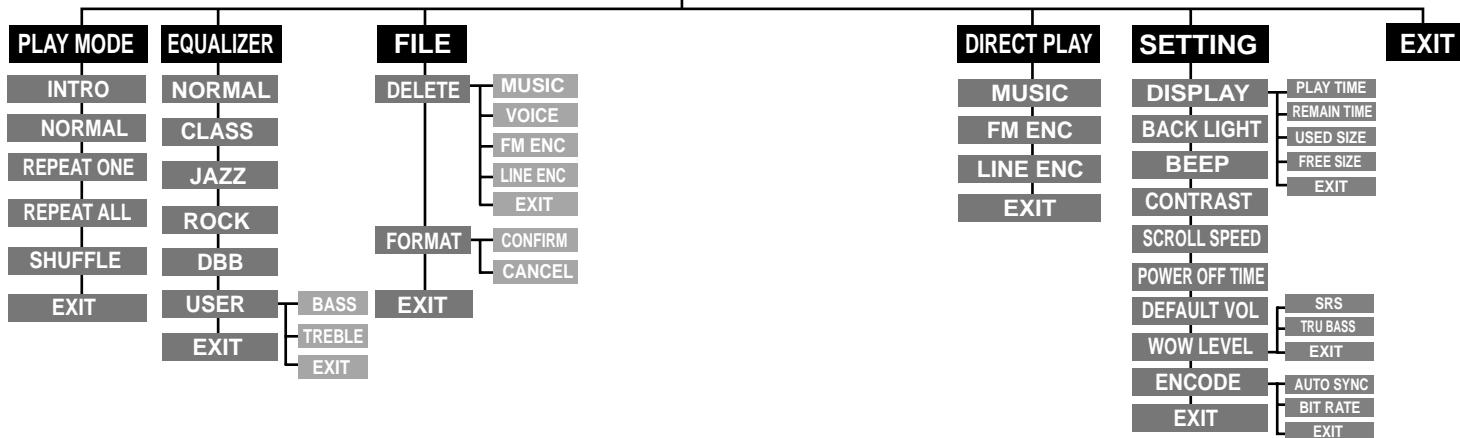 PLAY MODE
INTRO
NORMAL
REPEAT ONE
REPEAT ALL
SHUFFLE
EXIT
EQUALIZER
NORMAL
CLASS
JAZZ
ROCK
DBB
USER
BASS
TREBLE
EXIT
EXIT
FILE
DELETE
MUSIC
VOICE
FM ENC
LINE ENC
EXIT
FORMAT
CONFIRM
CANCEL
EXIT
DIRECT PLAY
MUSIC
FM ENC
LINE ENC
EXIT
SETTING
DISPLAY
PLAY TIME
REMAIN TIME
USED SIZE
FREE SIZE
EXIT
BACK LIGHT
BEEP
CONTRAST
SCROLL SPEED
POWER OFF TIME
DEFAULT VOL
WOW LEVEL
SRS
TRU BASS
EXIT
ENCODE
AUTO SYNC
BIT RATE
EXIT
EXIT
EXIT